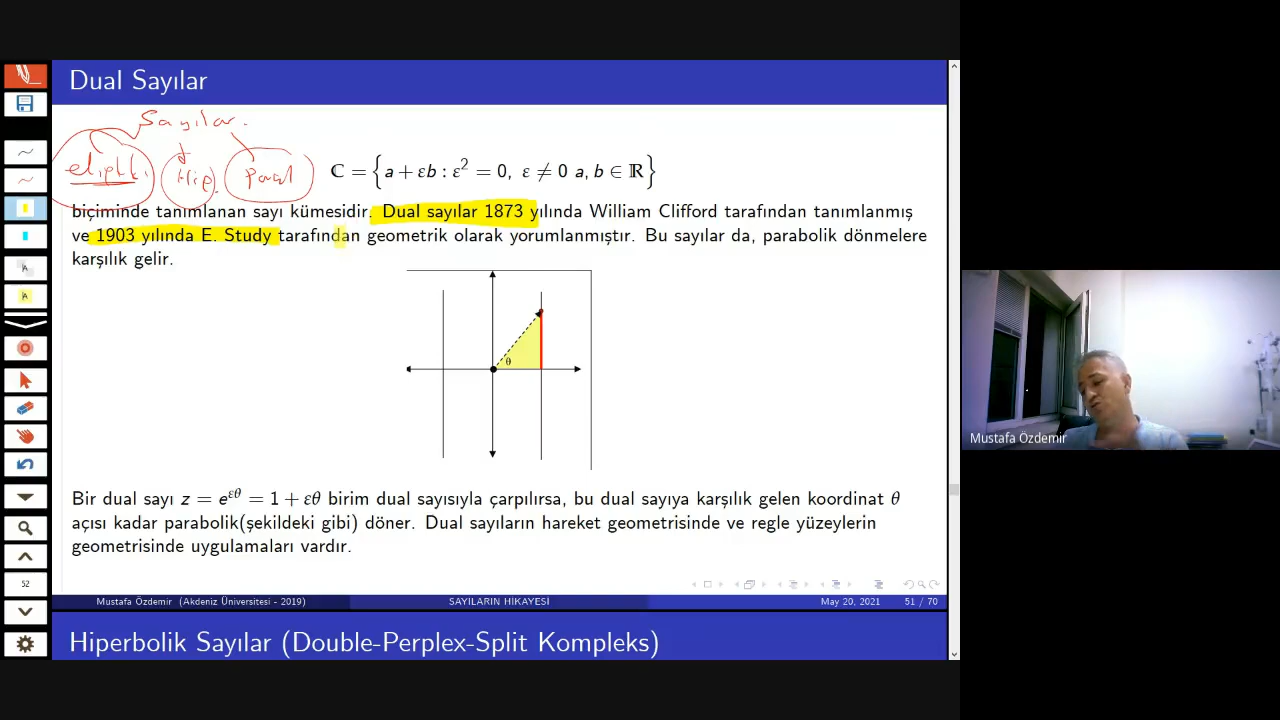 Dual Sayılar
Sayılar.
elipti. Hip. Parab
ℂ = {a + εb : ε² = 0, ε ≠ 0 a, b ∈ ℝ}
biçiminde tanımlanan sayı kümesidir. Dual sayılar 1873 yılında William Clifford tarafından tanımlanmış
ve 1903 yılında E. Study tarafından geometrik olarak yorumlanmıştır. Bu sayılar da, parabolik dönmelere
karşılık gelir.
θ
Bir dual sayı z = e^{εθ} = 1 + εθ birim dual sayısıyla çarpılırsa, bu dual sayıya karşılık gelen koordinat θ
açısı kadar parabolik(şekildeki gibi) döner. Dual sayıların hareket geometrisinde ve regle yüzeylerin
geometrisinde uygulamaları vardır.
Mustafa Özdemir (Akdeniz Üniversitesi - 2019) SAYILARIN HİKAYESİ May 20, 2021 51 / 70
Hiperbolik Sayılar (Double-Perplex-Split Kompleks)
A
A
52
Mustafa Özdemir